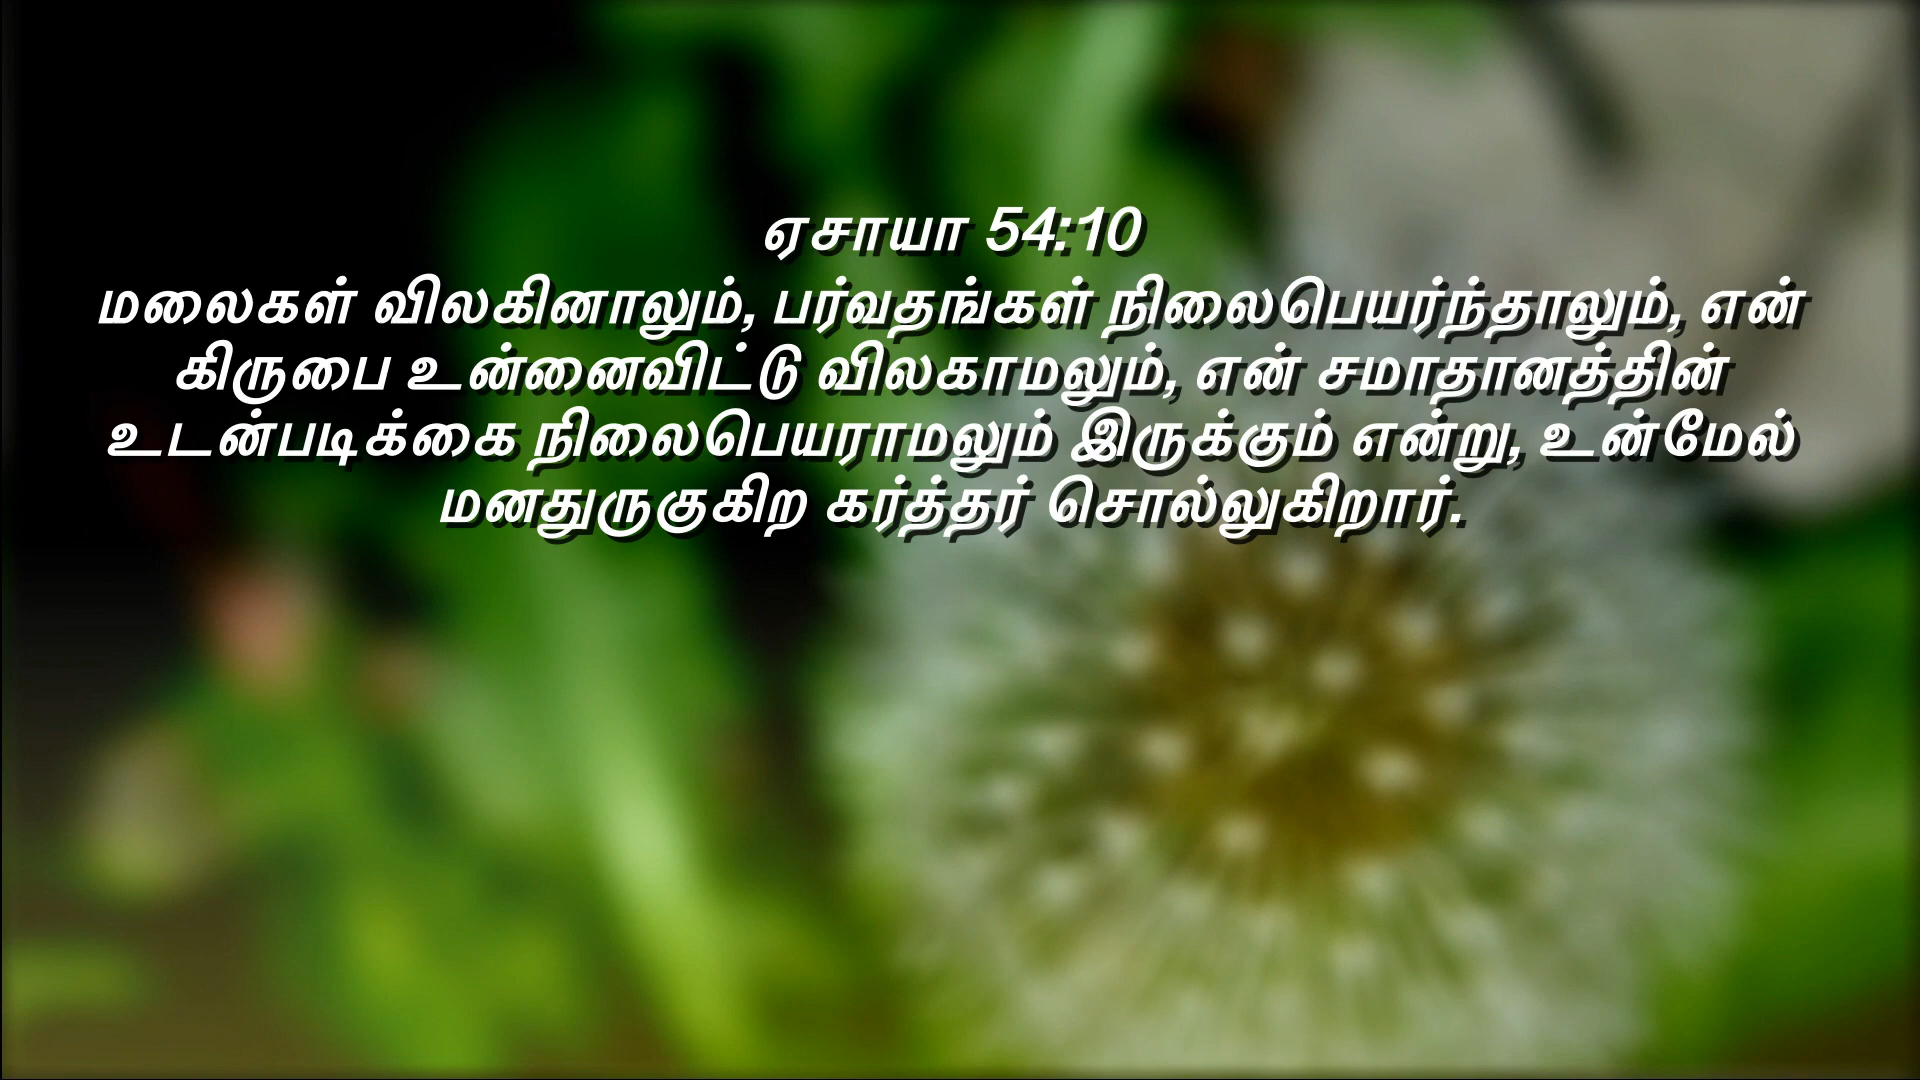 ஏசாயா 54:10
மலைகள் விலகினாலும், பர்வதங்கள் நிலைபெயர்ந்தாலும், என்
கிருபை உன்னைவிட்டு விலகாமலும், என் சமாதானத்தின்
உடன்படிக்கை நிலைபெயராமலும் இருக்கும் என்று, உன்மேல்
மனதுருகுகிற கர்த்தர் சொல்லுகிறார்.